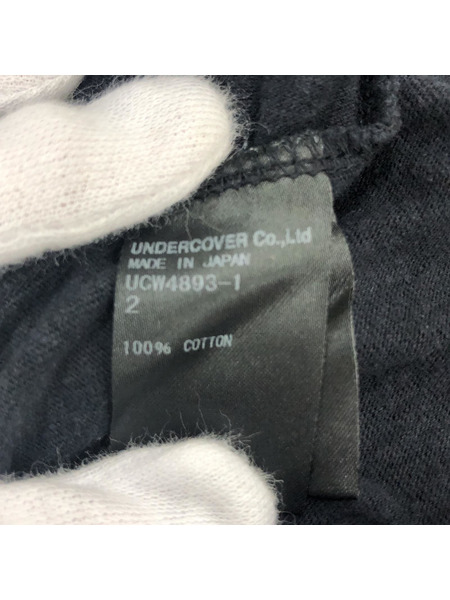 UNDERCOVER Co.,Ltd
MADE IN JAPAN
UCW4893-1
2
100% COTTON